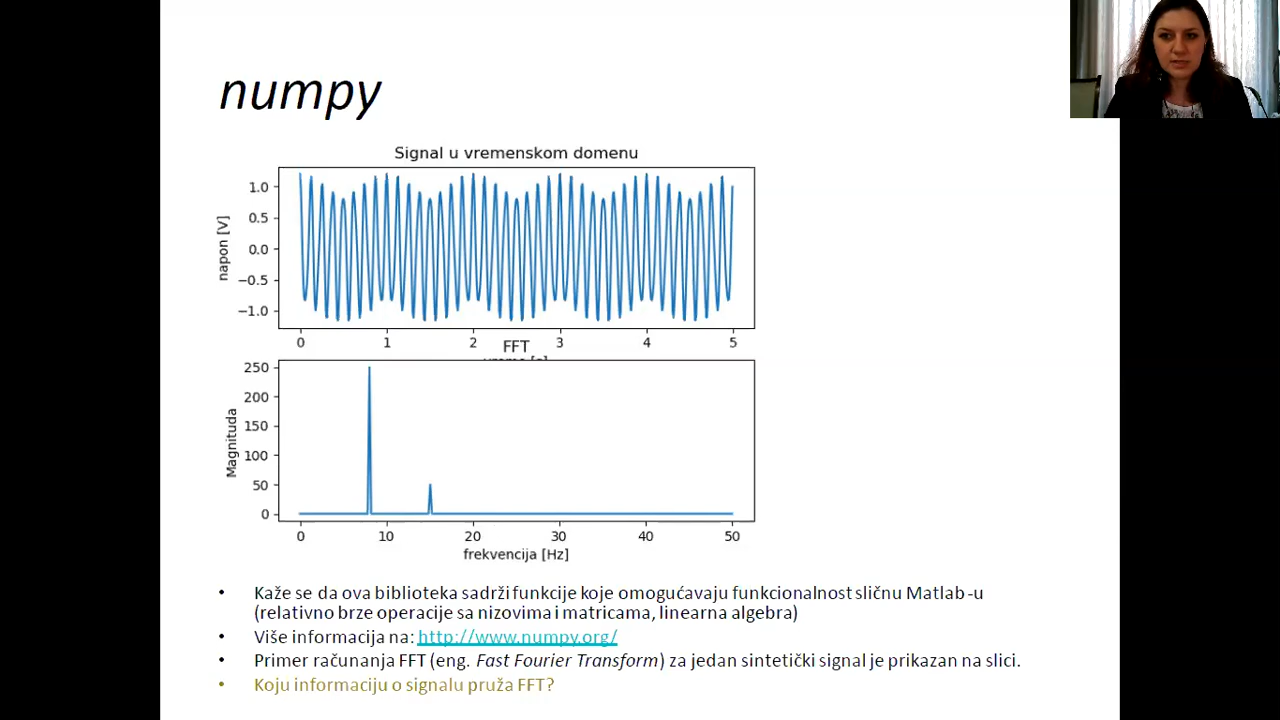 numpy
Signal u vremenskom domenu
napon [V]
1.0
0.5
0.0
−0.5
−1.0
0 1 2 3 4 5
FFT
Magnituda
250
200
150
100
50
0
0 10 20 30 40 50
frekvencija [Hz]
• Kaže se da ova biblioteka sadrži funkcije koje omogućavaju funkcionalnost sličnu Matlab-u
(relativno brze operacije sa nizovima i matricama, linearna algebra)
• Više informacija na: http://www.numpy.org/
• Primer računanja FFT (eng. Fast Fourier Transform) za jedan sintetički signal je prikazan na slici.
• Koju informaciju o signalu pruža FFT?